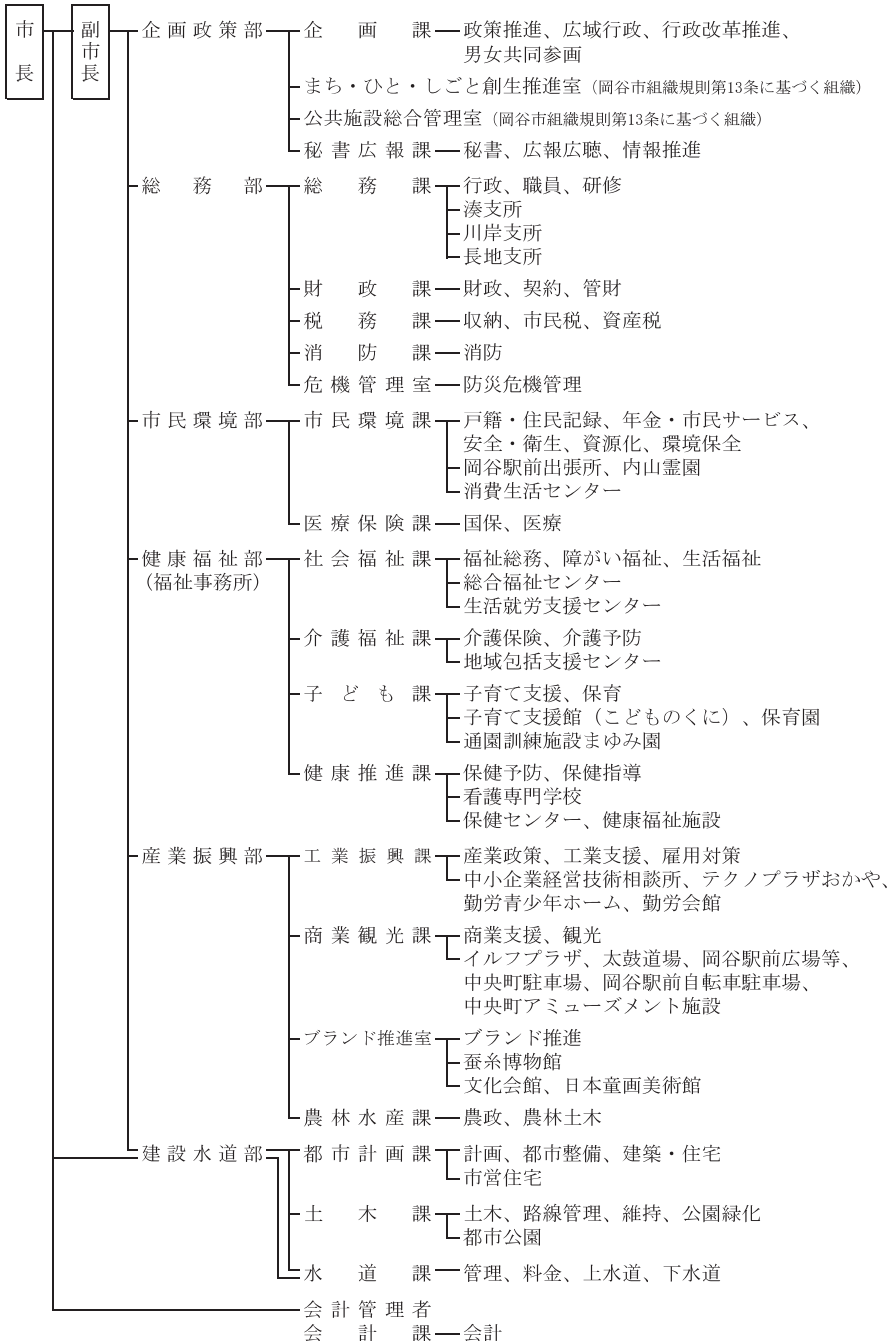 市長 副市長 企画政策部 企画課 政策推進、広域行政、行政改革推進、
男女共同参画
まち・ひと・しごと創生推進室（岡谷市組織規則第13条に基づく組織）
公共施設総合管理室（岡谷市組織規則第13条に基づく組織）
秘書広報課 秘書、広報広聴、情報推進
総務部 総務課 行政、職員、研修
湊支所
川岸支所
長地支所
財政課 財政、契約、管財
税務課 収納、市民税、資産税
消防課 消防
危機管理室 防災危機管理
市民環境部 市民環境課 戸籍・住民記録、年金・市民サービス、
安全・衛生、資源化、環境保全
岡谷駅前出張所、内山霊園
消費生活センター
医療保険課 国保、医療
健康福祉部 社会福祉課 福祉総務、障がい福祉、生活福祉
（福祉事務所） 総合福祉センター
生活就労支援センター
介護福祉課 介護保険、介護予防
地域包括支援センター
子ども課 子育て支援、保育
子育て支援館（こどものくに）、保育園
通園訓練施設まゆみ園
健康推進課 保健予防、保健指導
看護専門学校
保健センター、健康福祉施設
産業振興部 工業振興課 産業政策、工業支援、雇用対策
中小企業経営技術相談所、テクノプラザおかや、
勤労青少年ホーム、勤労会館
商業観光課 商業支援、観光
イルフプラザ、太鼓道場、岡谷駅前広場等、
中央町駐車場、岡谷駅前自転車駐車場、
中央町アミューズメント施設
ブランド推進室 ブランド推進
蚕糸博物館
文化会館、日本童画美術館
農林水産課 農政、農林土木
建設水道部 都市計画課 計画、都市整備、建築・住宅
市営住宅
土木課 土木、路線管理、維持、公園緑化
都市公園
水道課 管理、料金、上水道、下水道
会計管理者
会計課 会計